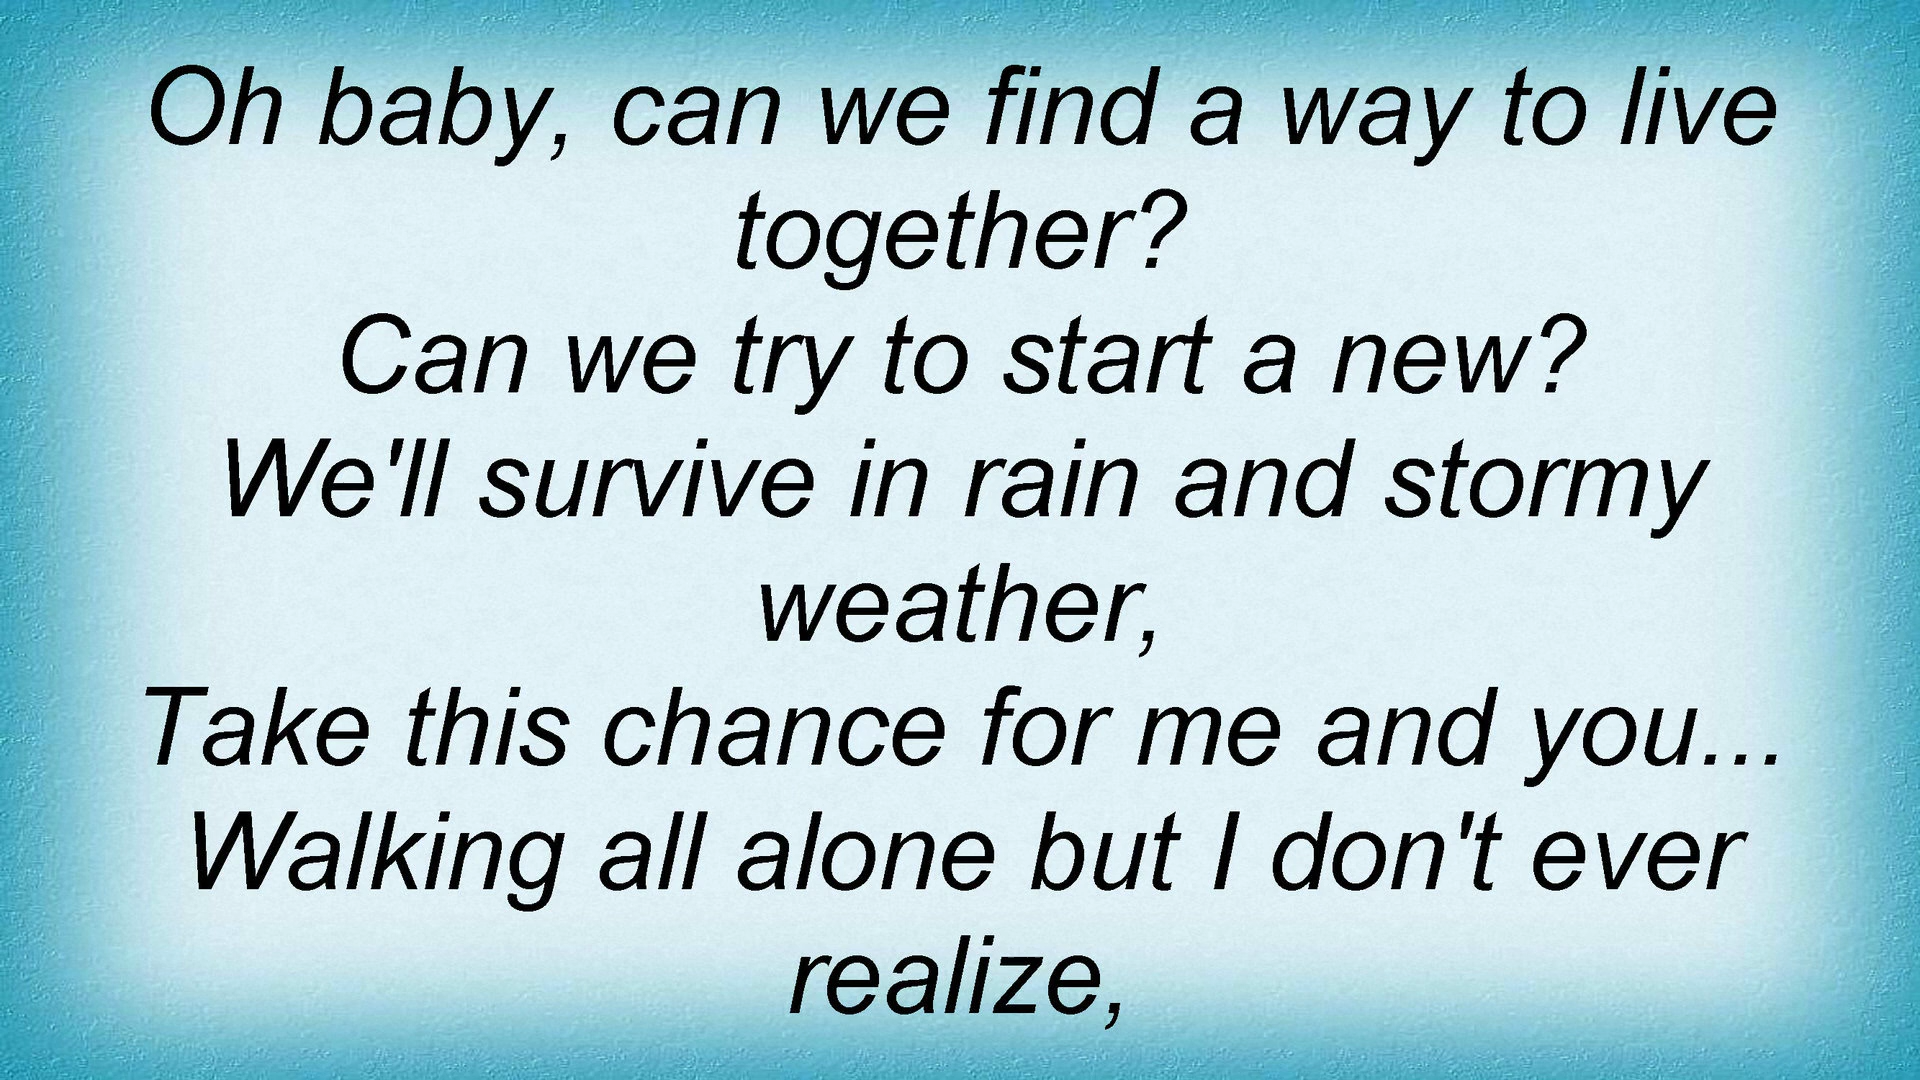 Oh baby, can we find a way to live
together?
Can we try to start a new?
We'll survive in rain and stormy
weather,
Take this chance for me and you...
Walking all alone but I don't ever
realize,